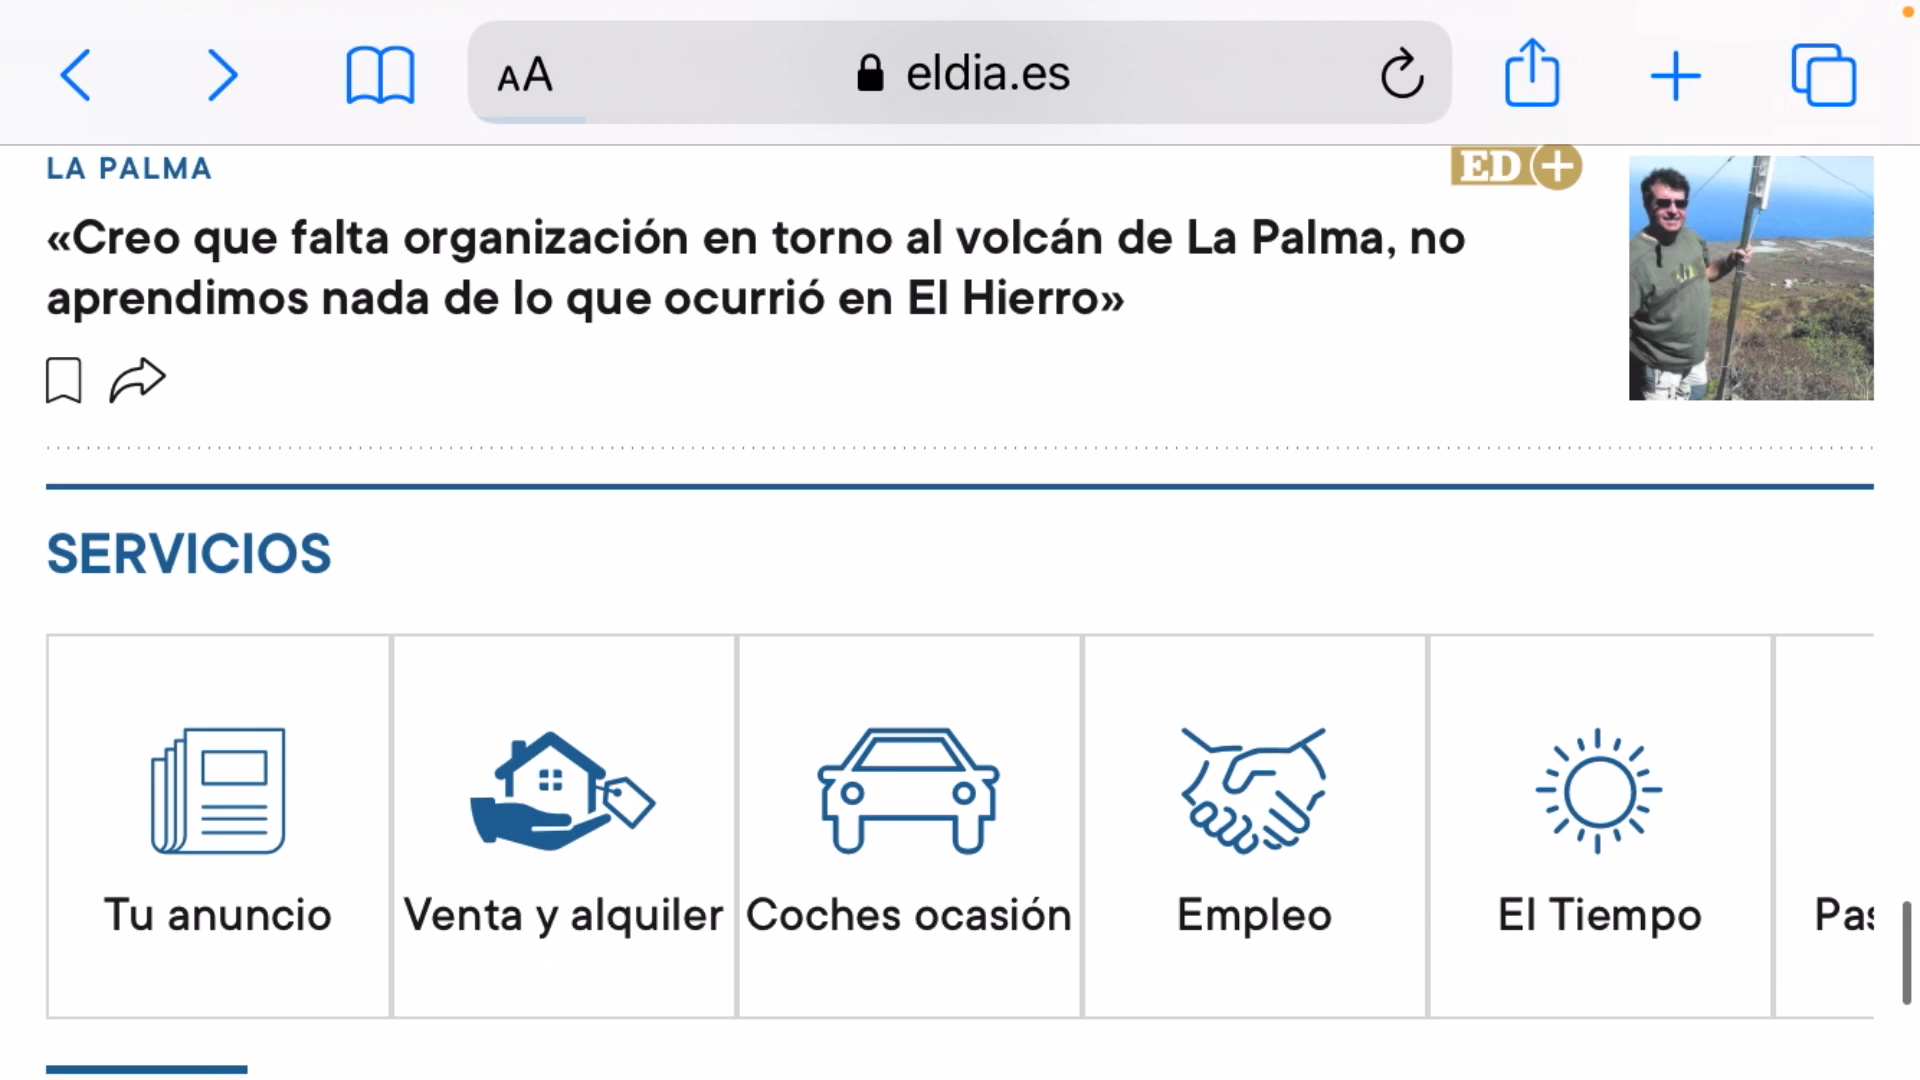 AA
eldia.es
LA PALMA
ED+
«Creo que falta organización en torno al volcán de La Palma, no
aprendimos nada de lo que ocurrió en El Hierro»
SERVICIOS
Tu anuncio
Venta y alquiler
Coches ocasión
Empleo
El Tiempo